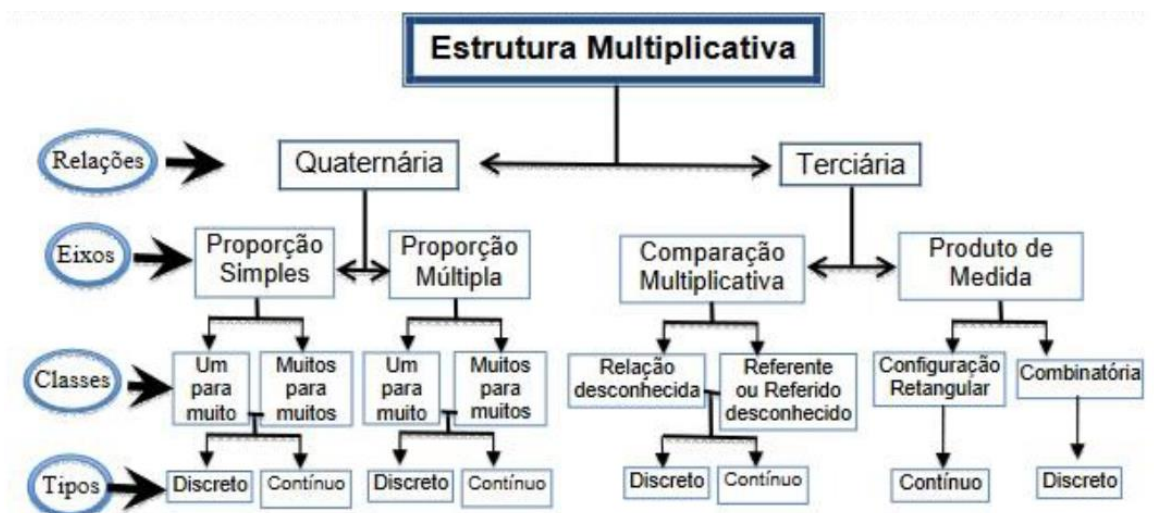 Estrutura Multiplicativa
Relações
Quaternária
Terciária
Eixos
Proporção
Simples
Proporção
Múltipla
Comparação
Multiplicativa
Produto de
Medida
Classes
Um
para
muito
Muitos
para
muitos
Um
para
muito
Muitos
para
muitos
Relação
desconhecida
Referente
ou Referido
desconhecido
Configuração
Retangular
Combinatória
Tipos
Discreto
Contínuo
Discreto
Contínuo
Discreto
Contínuo
Contínuo
Discreto